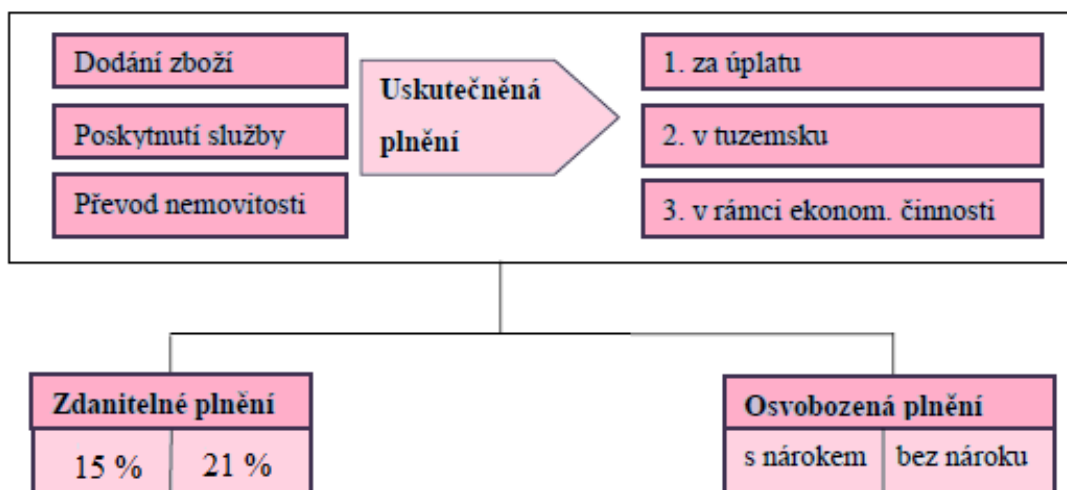 Dodání zboží
Poskytnutí služby
Převod nemovitosti
Uskutečněná
plnění
1. za úplatu
2. v tuzemsku
3. v rámci ekonom. činnosti
Zdanitelné plnění
15 % 21 %
Osvobozená plnění
s nárokem bez nároku